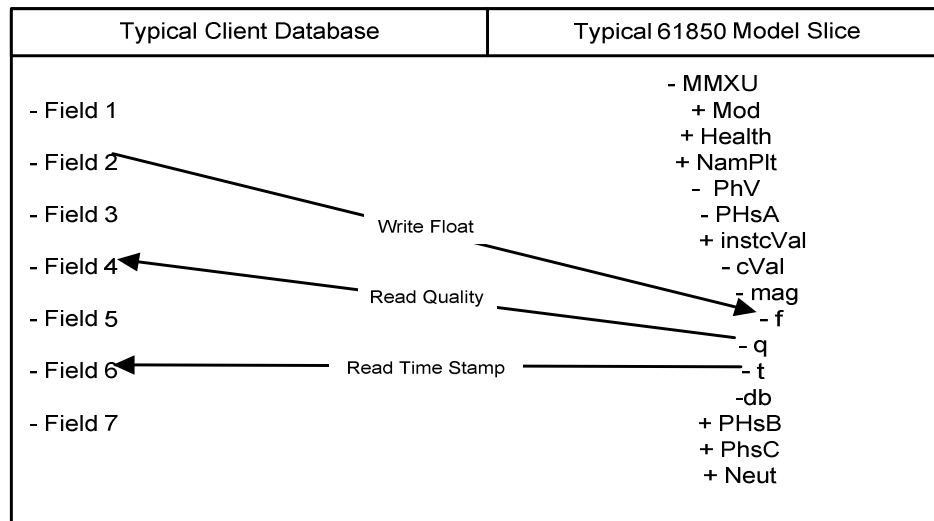 Typical Client Database
Typical 61850 Model Slice
- Field 1
- Field 2
- Field 3
- Field 4
- Field 5
- Field 6
- Field 7
Write Float
Read Quality
Read Time Stamp
- MMXU
+ Mod
+ Health
+ NamPlt
- PhV
- PHsA
+ instcVal
- cVal
- mag
- f
- q
- t
-db
+ PHsB
+ PhsC
+ Neut